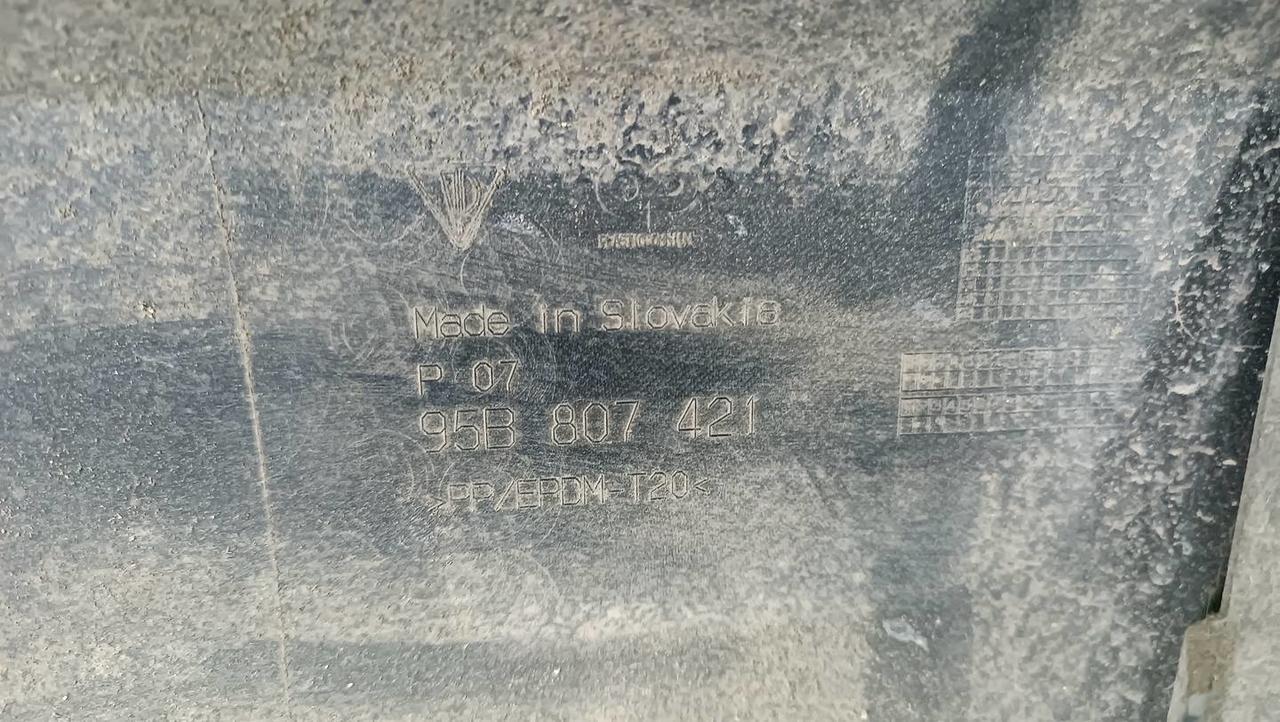 Made in Slovakia
P 07
95B 807 421
>PP/EPDM-T20<